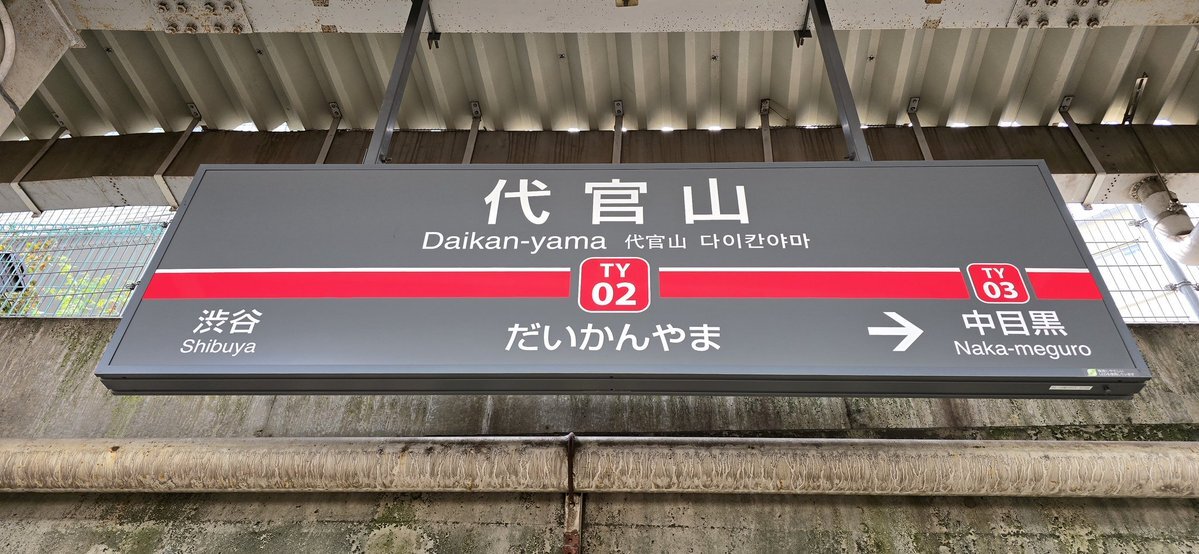 代官山
Daikan-yama 代官山 다이칸야마
TY 02
TY 03
渋谷
Shibuya
だいかんやま
→ 中目黒
Naka-meguro